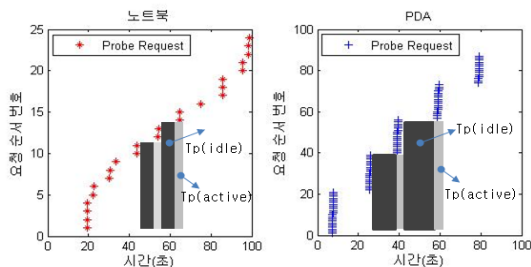 노트북
25
20
15
10
5
0
요청 순서 번호
Probe Request
Tp(idle)
Tp(active)
0 20 40 60 80 100
시간(초)
PDA
100
80
60
40
20
0
요청 순서 번호
Probe Request
Tp(idle)
Tp(active)
0 20 40 60 80 100
시간(초)